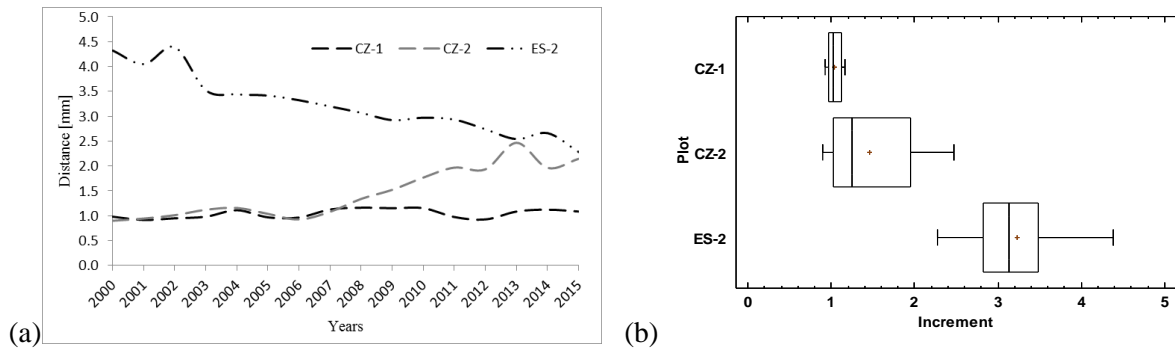 5.0
4.5
4.0
3.5
3.0
2.5
2.0
1.5
1.0
0.5
0.0
Distance [mm]
CZ-1 CZ-2 ES-2
2000 2001 2002 2003 2004 2005 2006 2007 2008 2009 2010 2011 2012 2013 2014 2015
Years
(a)
CZ-1
CZ-2
ES-2
Plot
0 1 2 3 4 5
Increment
(b)